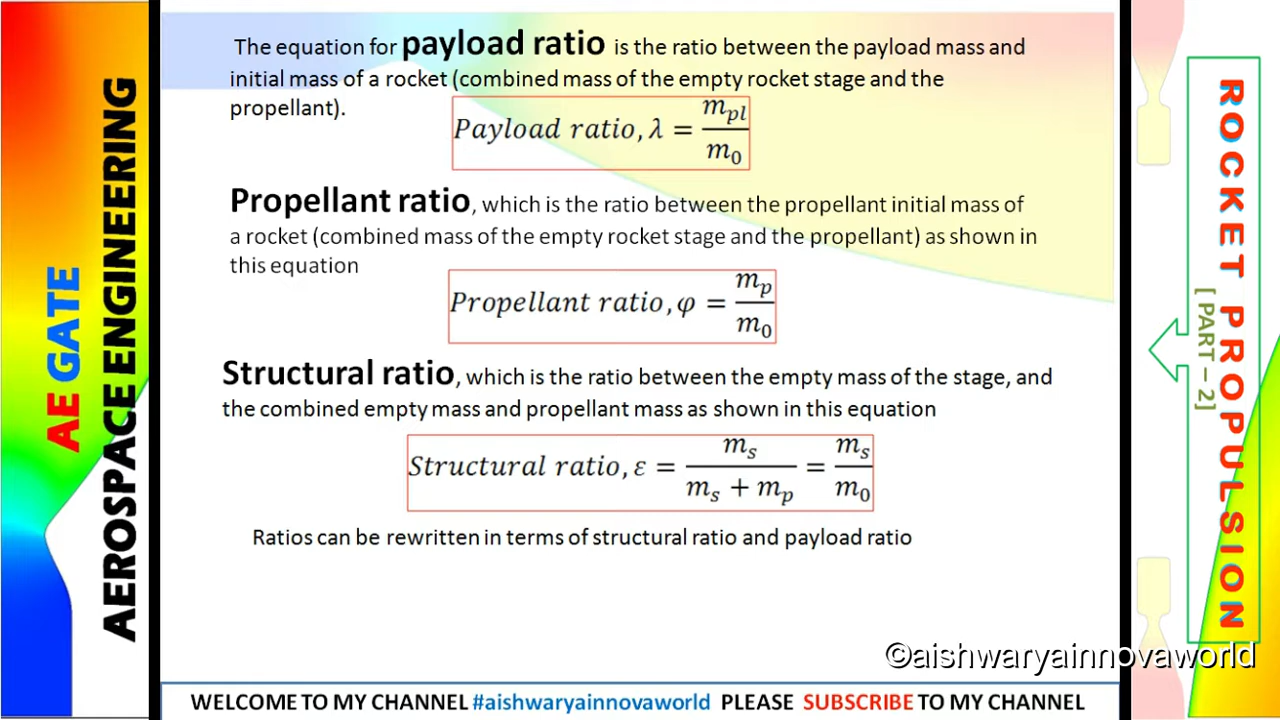 AE GATE
AEROSPACE ENGINEERING
The equation for payload ratio is the ratio between the payload mass and
initial mass of a rocket (combined mass of the empty rocket stage and the
propellant).
Payload ratio, λ = m_pl / m_0
Propellant ratio, which is the ratio between the propellant initial mass of
a rocket (combined mass of the empty rocket stage and the propellant) as shown in
this equation
Propellant ratio, φ = m_p / m_0
Structural ratio, which is the ratio between the empty mass of the stage, and
the combined empty mass and propellant mass as shown in this equation
Structural ratio, ε = m_s / (m_s + m_p) = m_s / m_0
Ratios can be rewritten in terms of structural ratio and payload ratio
ROCKET PROPULSION
[ PART – 2]
©aishwaryainnovaworld
WELCOME TO MY CHANNEL #aishwaryainnovaworld PLEASE SUBSCRIBE TO MY CHANNEL